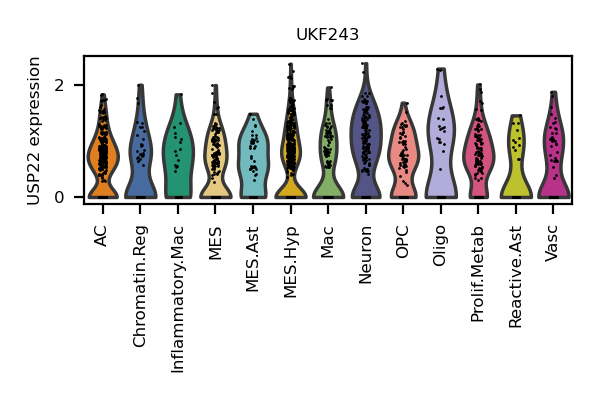 UKF243
USP22 expression
2
0
AC
Chromatin.Reg
Inflammatory.Mac
MES
MES.Ast
MES.Hyp
Mac
Neuron
OPC
Oligo
Prolif.Metab
Reactive.Ast
Vasc